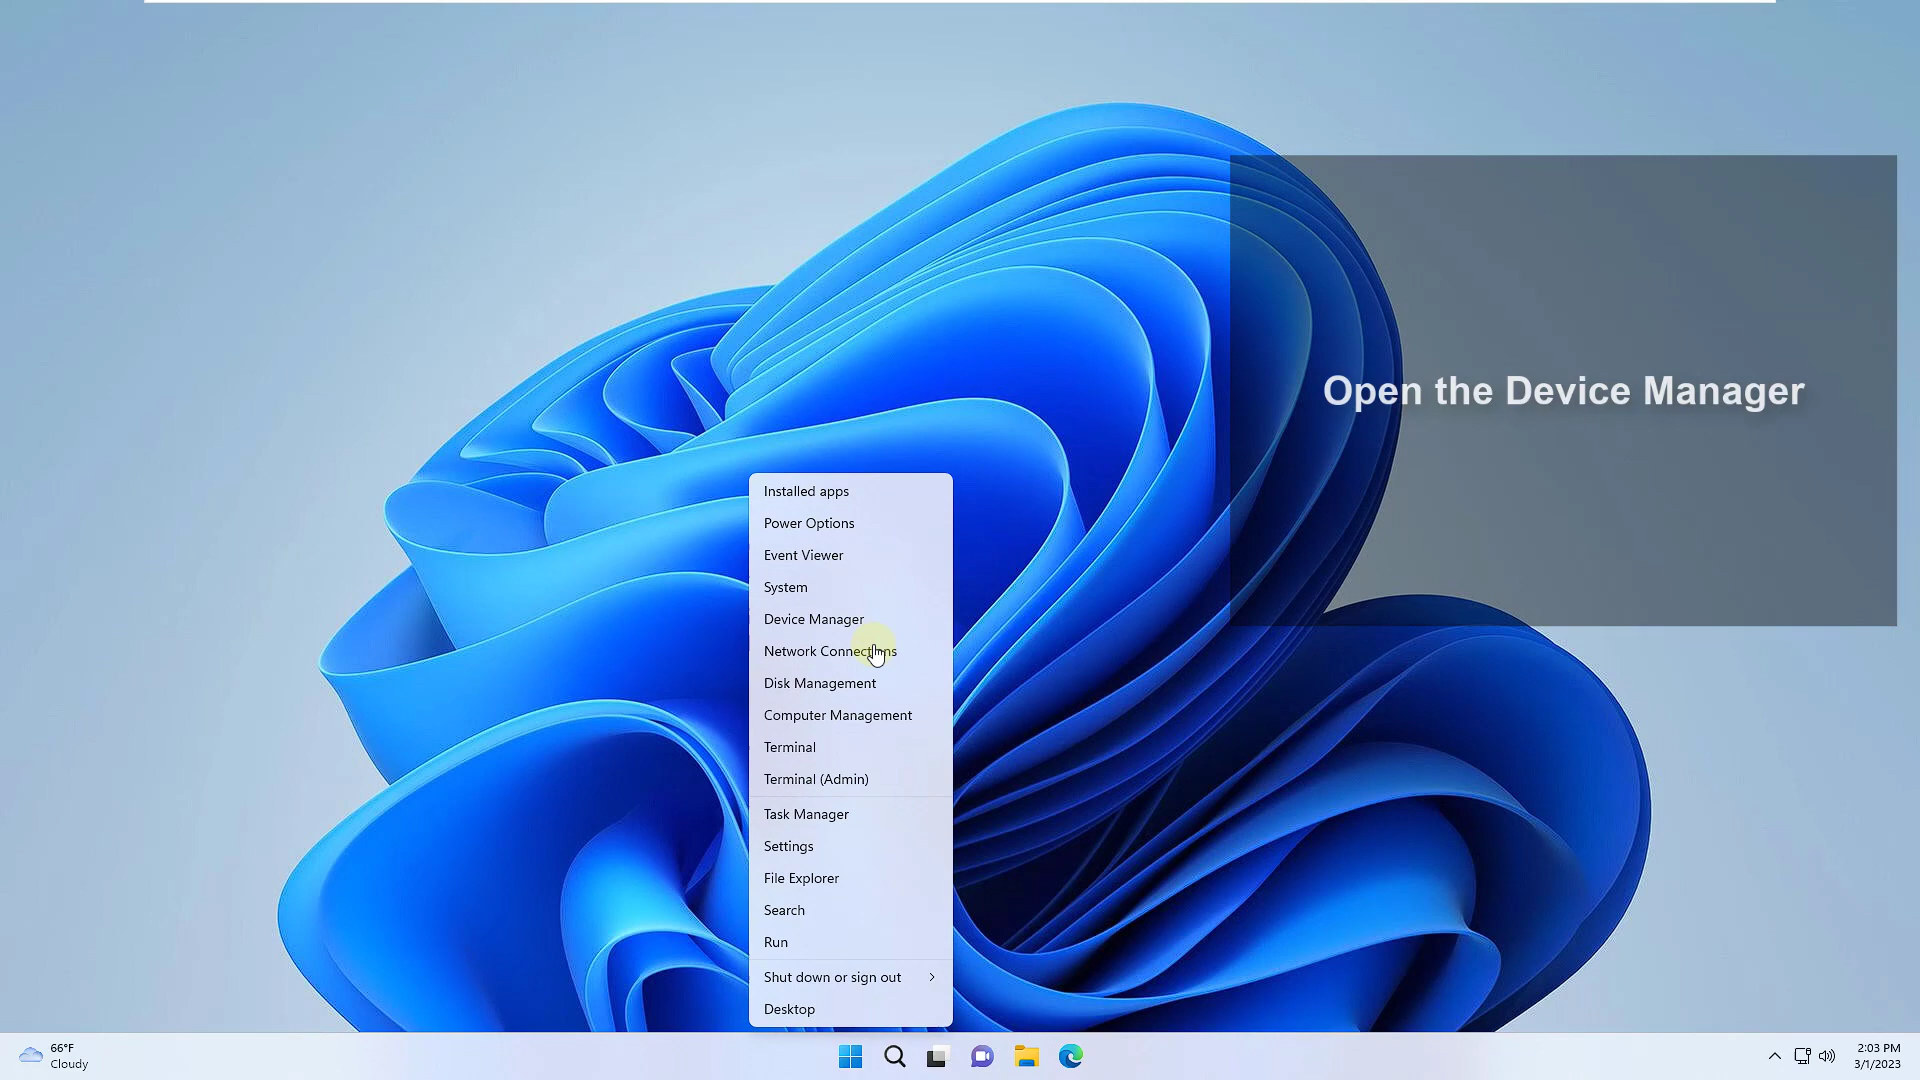 Open the Device Manager
Installed apps
Power Options
Event Viewer
System
Device Manager
Network Connections
Disk Management
Computer Management
Terminal
Terminal (Admin)
Task Manager
Settings
File Explorer
Search
Run
Shut down or sign out
Desktop
66°F
Cloudy
2:03 PM
3/1/2023